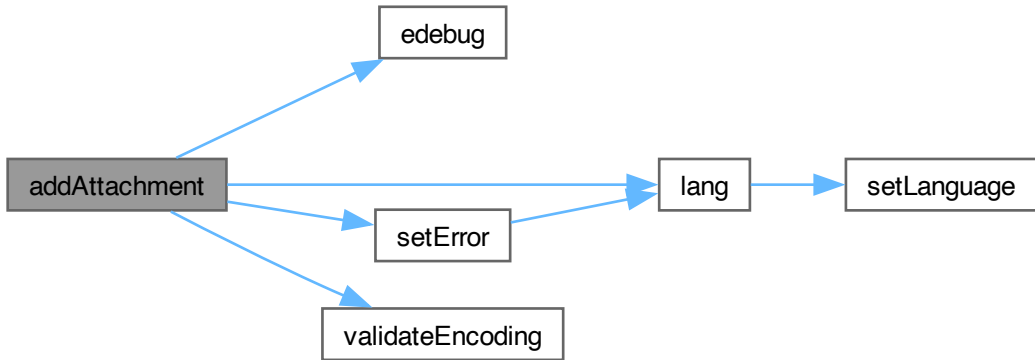 edebug
addAttachment
lang
setLanguage
setError
validateEncoding